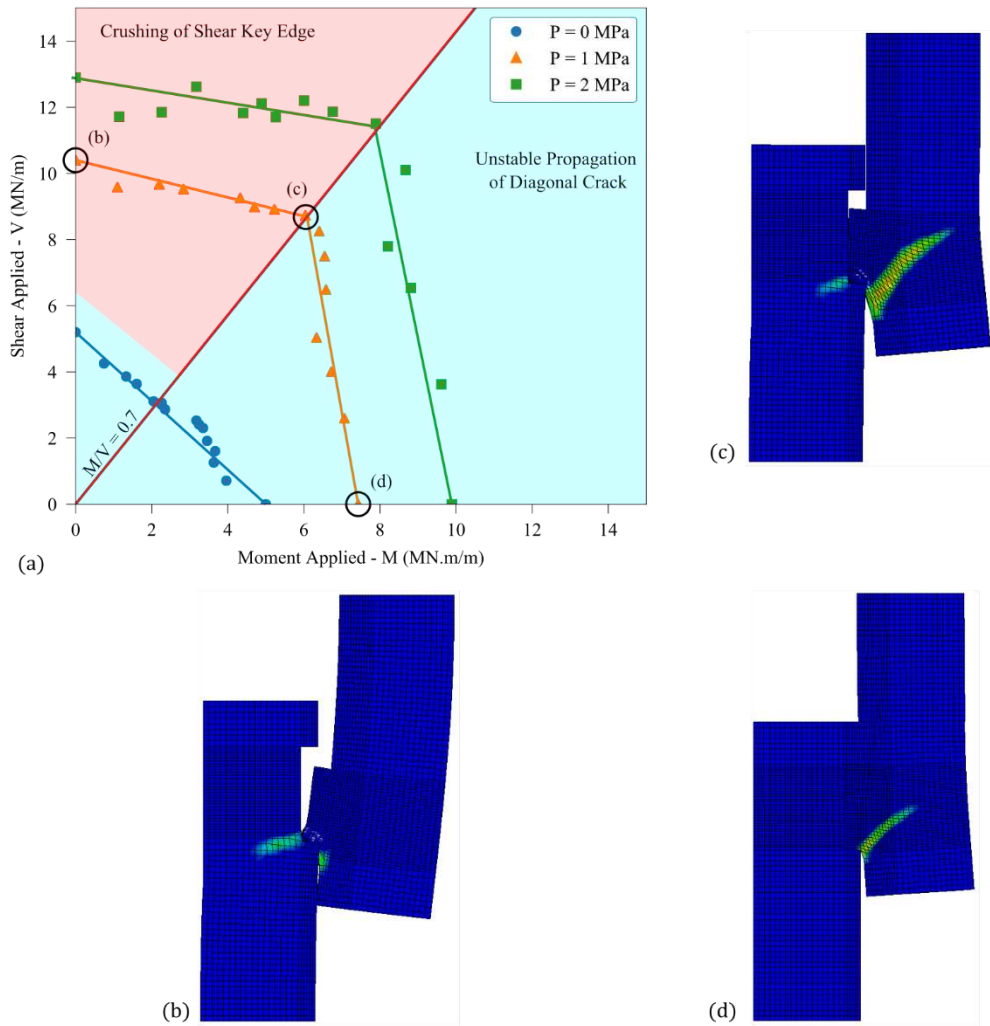 Crushing of Shear Key Edge
P = 0 MPa
P = 1 MPa
P = 2 MPa
(b)
(c)
Unstable Propagation
of Diagonal Crack
M/V = 0.7
(d)
14
12
10
8
6
4
2
0
0
2
4
6
8
10
12
14
Shear Applied - V (MN/m)
Moment Applied - M (MN.m/m)
(a)
(c)
(b)
(d)